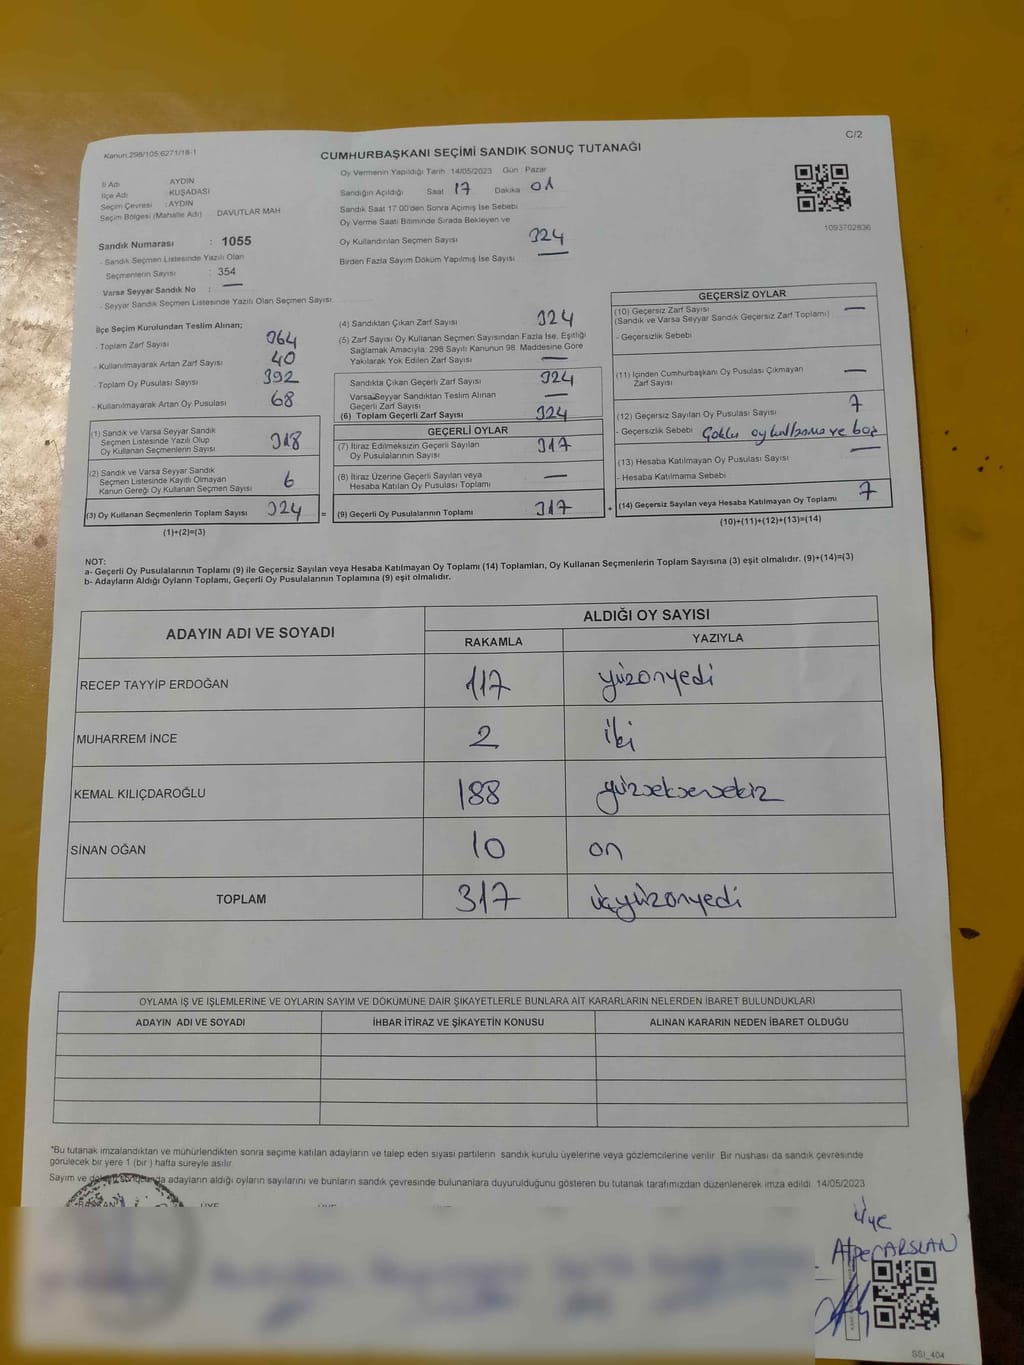 Kanun:298/105;6271/18-1
C/2
CUMHURBAŞKANI SEÇİMİ SANDIK SONUÇ TUTANAĞI
İl Adı AYDIN
İlçe Adı : KUŞADASI
Seçim Çevresi : AYDIN
Seçim Bölgesi (Mahalle Adı) DAVUTLAR MAH
Sandık Numarası : 1055
- Sandık Seçmen Listesinde Yazılı Olan
Seçmenlerin Sayısı : 354
Varsa Seyyar Sandık No : —
- Seyyar Sandık Seçmen Listesinde Yazılı Olan Seçmen Sayısı:
Oy Vermenin Yapıldığı Tarih : 14/05/2023 Gün : Pazar
Sandığın Açıldığı Saat 17 Dakika 01
Sandık Saat 17.00'den Sonra Açımış İse Sebebi
Oy Verme Saati Bitiminde Sırada Bekleyen ve
Oy Kullandırılan Seçmen Sayısı 324
Birden Fazla Sayım Döküm Yapılmış İse Sayısı —
1093702836
İlçe Seçim Kurulundan Teslim Alınan;
- Toplam Zarf Sayısı 364
- Kullanılmayarak Artan Zarf Sayısı 40
- Toplam Oy Pusulası Sayısı 392
- Kullanılmayarak Artan Oy Pusulası 68
(1) Sandık ve Varsa Seyyar Sandık
Seçmen Listesinde Yazılı Olup
Oy Kullanan Seçmenlerin Sayısı 318
(2) Sandık ve Varsa Seyyar Sandık
Seçmen Listesinde Kayıtlı Olmayan
Kanun Gereği Oy Kullanan Seçmen Sayısı 6
(3) Oy Kullanan Seçmenlerin Toplam Sayısı 324 =
(1)+(2)=(3)
(4) Sandıktan Çıkan Zarf Sayısı 324
(5) Zarf Sayısı Oy Kullanan Seçmen Sayısından Fazla İse, Eşitliği
Sağlamak Amacıyla; 298 Sayılı Kanunun 98. Maddesine Göre
Yakılarak Yok Edilen Zarf Sayısı —
Sandıkta Çıkan Geçerli Zarf Sayısı 324
Varsa Seyyar Sandıktan Teslim Alınan
Geçerli Zarf Sayısı —
(6) Toplam Geçerli Zarf Sayısı 324
GEÇERLİ OYLAR
(7) İtiraz Edilmeksizin Geçerli Sayılan
Oy Pusulalarının Sayısı 317
(8) İtiraz Üzerine Geçerli Sayılan veya
Hesaba Katılan Oy Pusulası Toplamı —
(9) Geçerli Oy Pusulalarının Toplamı 317 +
GEÇERSİZ OYLAR
(10) Geçersiz Zarf Sayısı —
(Sandık ve Varsa Seyyar Sandık Geçersiz Zarf Toplamı)
- Geçersizlik Sebebi
(11) İçinden Cumhurbaşkanı Oy Pusulası Çıkmayan
Zarf Sayısı —
(12) Geçersiz Sayılan Oy Pusulası Sayısı 7
- Geçersizlik Sebebi Çoklu oy kullanma ve boş
(13) Hesaba Katılmayan Oy Pusulası Sayısı —
- Hesaba Katılmama Sebebi
(14) Geçersiz Sayılan veya Hesaba Katılmayan Oy Toplamı 7
(10)+(11)+(12)+(13)=(14)
NOT:
a- Geçerli Oy Pusulalarının Toplamı (9) ile Geçersiz Sayılan veya Hesaba Katılmayan Oy Toplamı (14) Toplamları, Oy Kullanan Seçmenlerin Toplam Sayısına (3) eşit olmalıdır. (9)+(14)=(3)
b- Adayların Aldığı Oyların Toplamı, Geçerli Oy Pusulalarının Toplamına (9) eşit olmalıdır.
ADAYIN ADI VE SOYADI ALDIĞI OY SAYISI
RAKAMLA YAZIYLA
RECEP TAYYİP ERDOĞAN 117 yüzonyedi
MUHARREM İNCE 2 iki
KEMAL KILIÇDAROĞLU 188 yüzseksensekiz
SİNAN OĞAN 10 on
TOPLAM 317 üçyüzonyedi
OYLAMA İŞ VE İŞLEMLERİNE VE OYLARIN SAYIM VE DÖKÜMÜNE DAİR ŞİKAYETLERLE BUNLARA AİT KARARLARIN NELERDEN İBARET BULUNDUKLARI
ADAYIN ADI VE SOYADI İHBAR İTİRAZ VE ŞİKAYETİN KONUSU ALINAN KARARIN NEDEN İBARET OLDUĞU
*Bu tutanak imzalandıktan ve mühürlendikten sonra seçime katılan adayların ve talep eden siyasi partilerin sandık kurulu üyelerine veya gözlemcilerine verilir. Bir nüshası da sandık çevresinde
görülecek bir yere 1 (bir ) hafta süreyle asılır.
Sayım ve döküm sonucunda adayların aldığı oyların sayılarını ve bunların sandık çevresinde bulunanlara duyurulduğunu gösteren bu tutanak tarafımızdan düzenlenerek imza edildi. 14/05/2023
BAŞKAN ÜYE
Üye
Alper ARSLAN
SSI_404